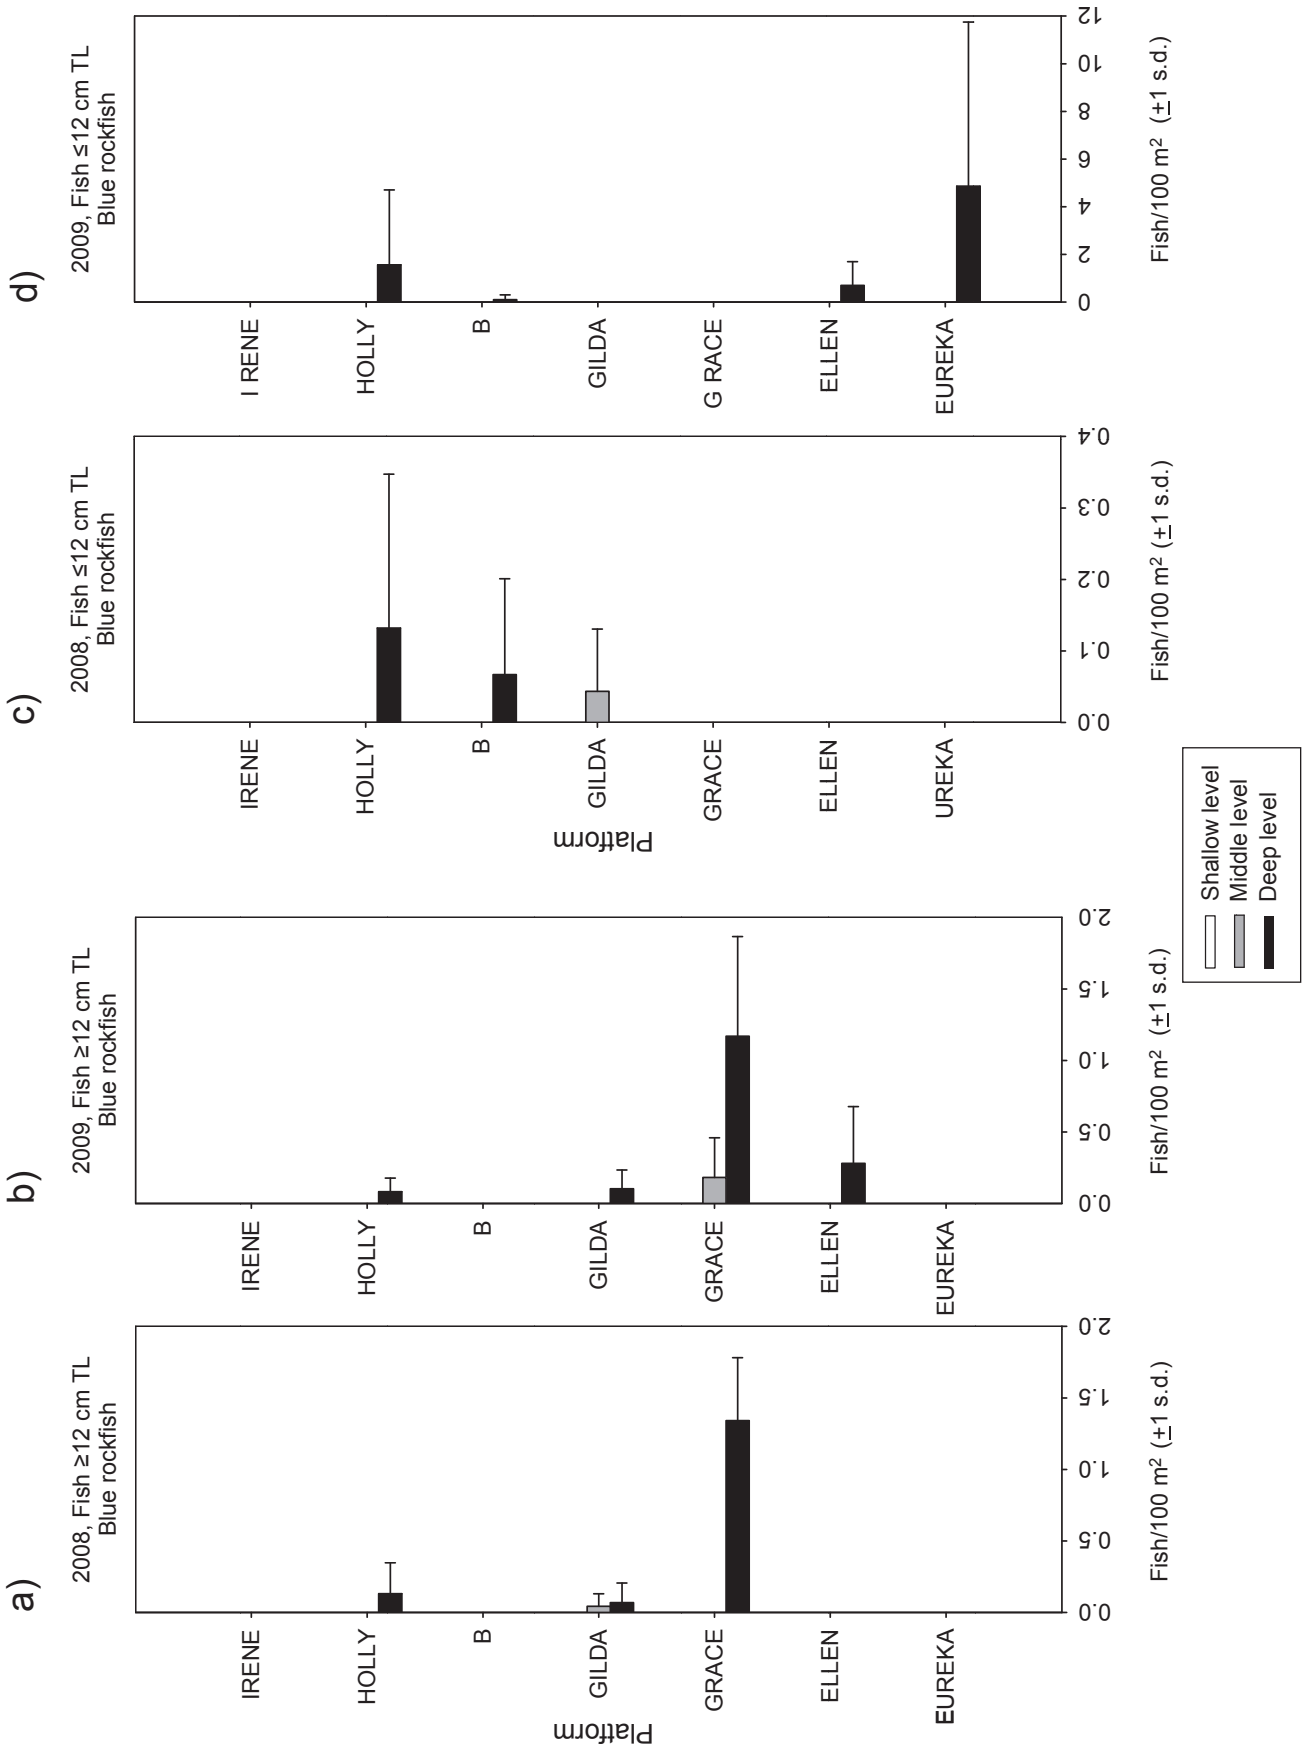 a)
2008, Fish ≥12 cm TL
Blue rockfish
Platform
IRENE
HOLLY
B
GILDA
GRACE
ELLEN
EUREKA
0.0
0.5
1.0
1.5
2.0
Fish/100 m² (±1 s.d.)
b)
2009, Fish ≥12 cm TL
Blue rockfish
IRENE
HOLLY
B
GILDA
GRACE
ELLEN
EUREKA
0.0
0.5
1.0
1.5
2.0
Fish/100 m² (±1 s.d.)
c)
2008, Fish ≤12 cm TL
Blue rockfish
Platform
IRENE
HOLLY
B
GILDA
GRACE
ELLEN
UREKA
0.0
0.1
0.2
0.3
0.4
Fish/100 m² (±1 s.d.)
d)
2009, Fish ≤12 cm TL
Blue rockfish
I RENE
HOLLY
B
GILDA
G RACE
ELLEN
EUREKA
0
2
4
6
8
10
12
Fish/100 m² (±1 s.d.)
Shallow level
Middle level
Deep level